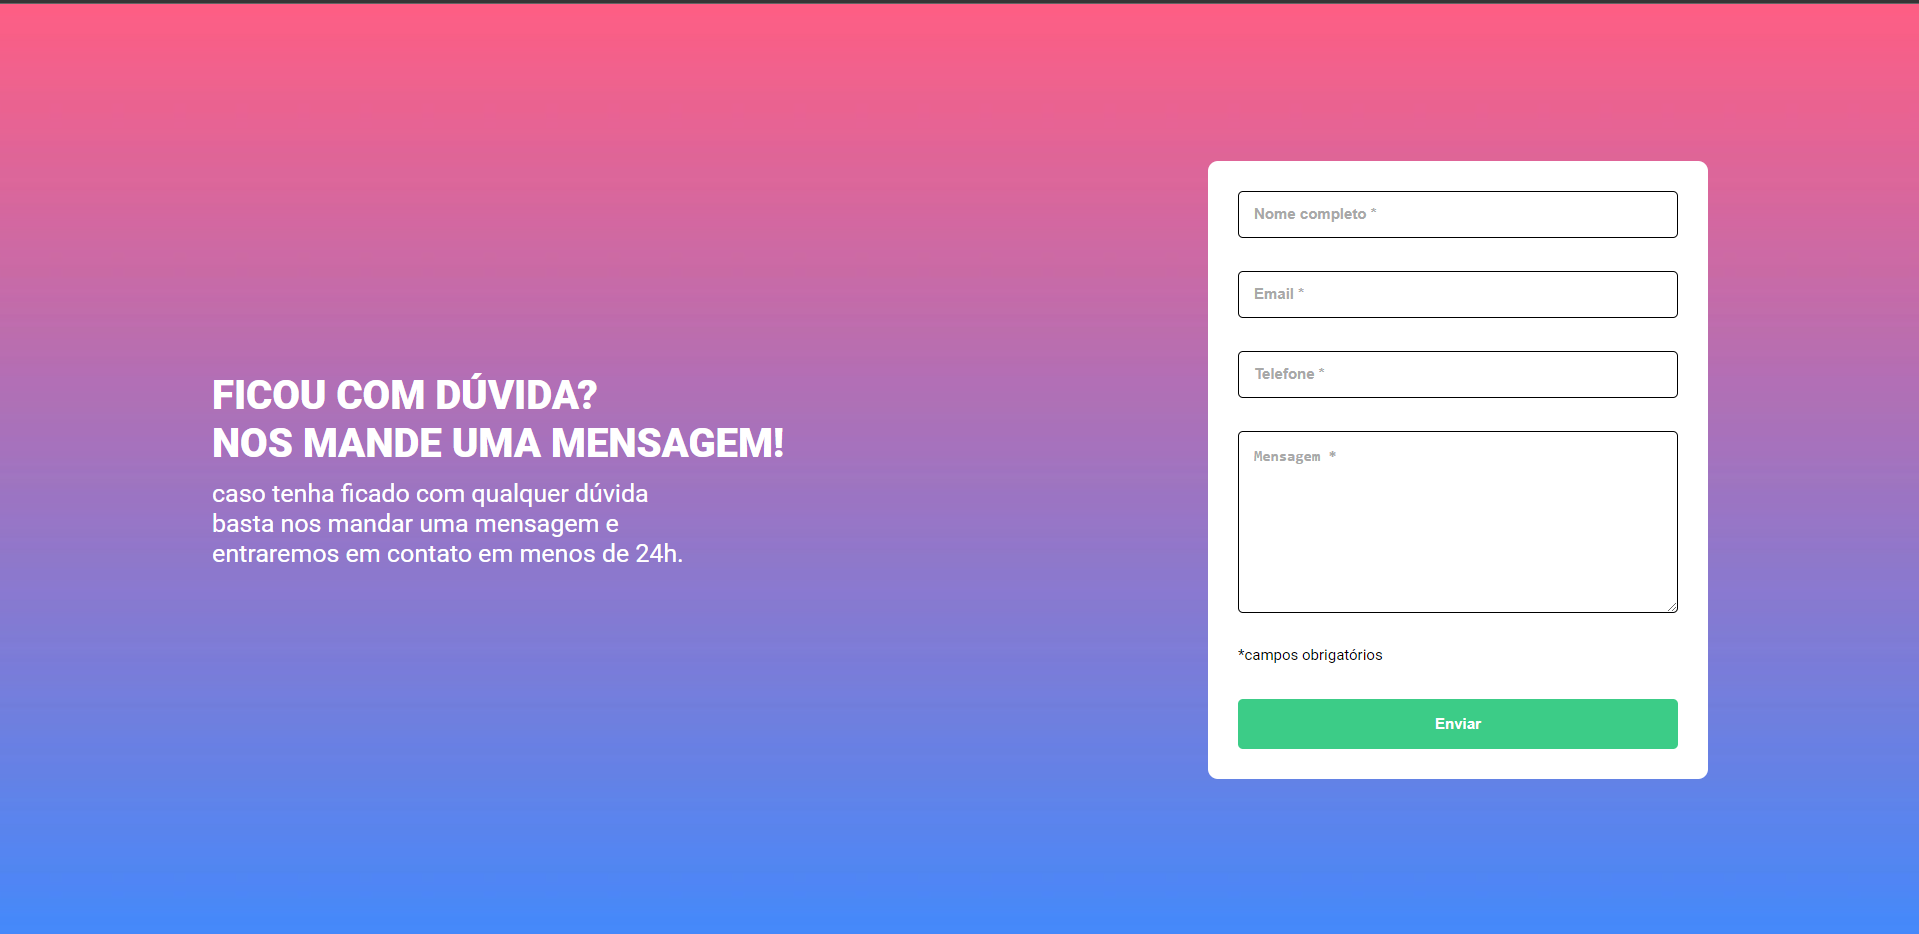 FICOU COM DÚVIDA?
NOS MANDE UMA MENSAGEM!
caso tenha ficado com qualquer dúvida
basta nos mandar uma mensagem e
entraremos em contato em menos de 24h.
Nome completo *
Email *
Telefone *
Mensagem *
*campos obrigatórios
Enviar